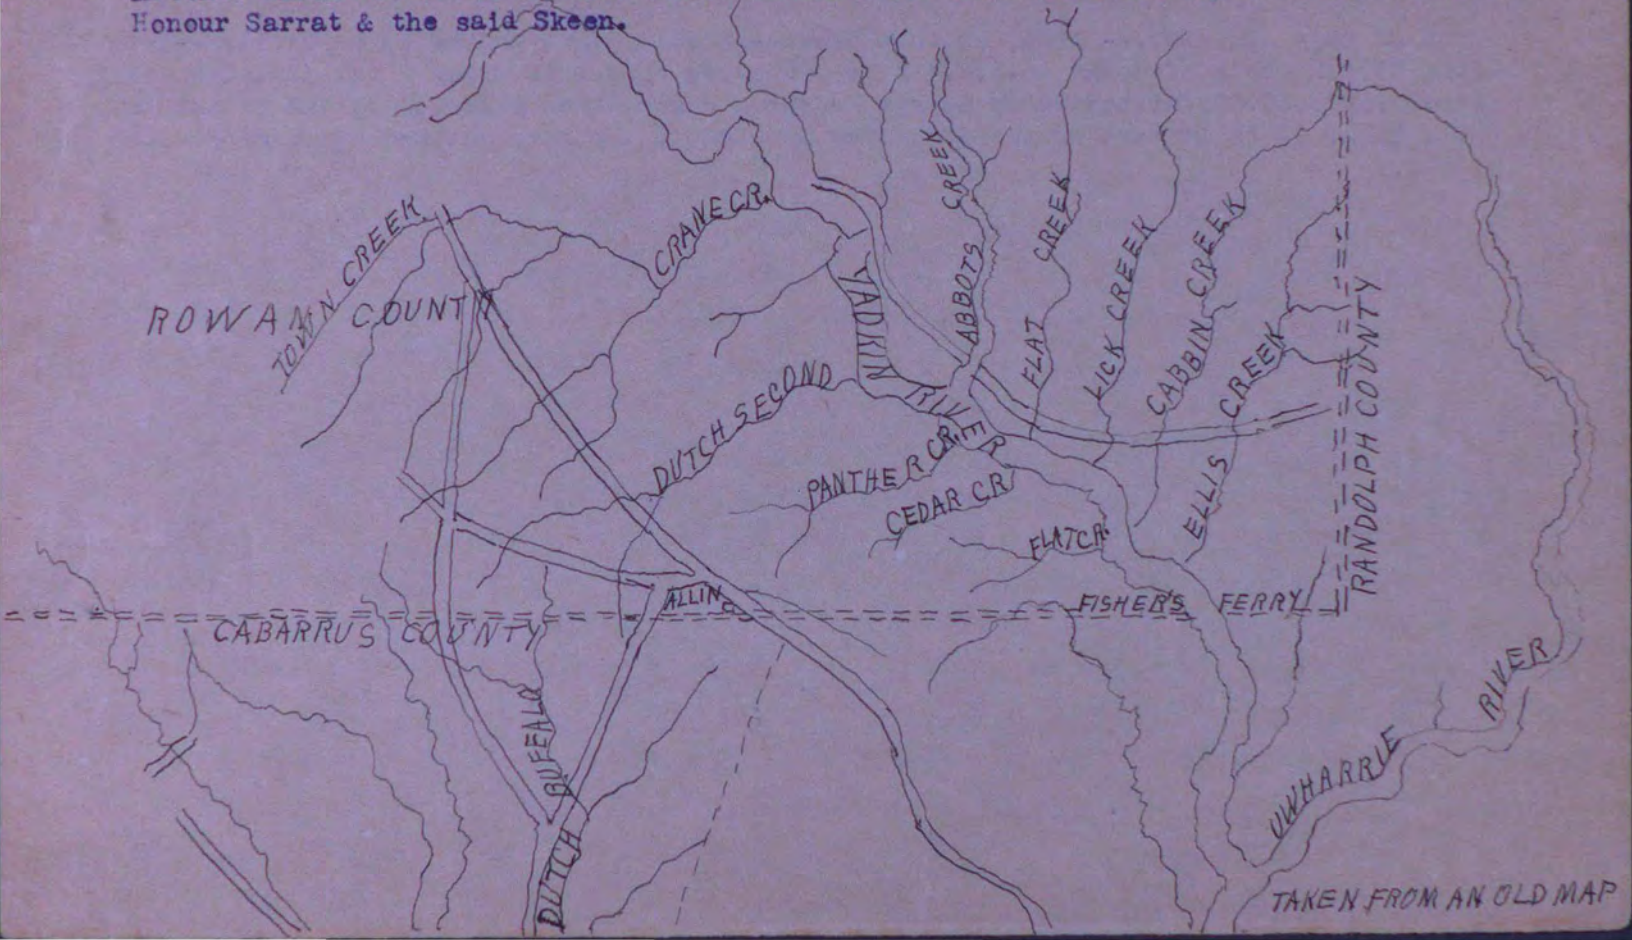 Honour Sarrat & the said Skeen.
TOWN CREEK
ROWAN COUNTY
CRANE CR.
YADKIN RIVER
ABBOTS CREEK
FLAT CREEK
LICK CREEK
CABBIN CREEK
ELLIS CREEK
RANDOLPH COUNTY
DUTCH SECOND
PANTHER CR.
CEDAR CR
FLAT CR.
ALLIN
FISHER'S FERRY
CABARRUS COUNTY
DUTCH BUFFALO
UWHARRIE RIVER
TAKEN FROM AN OLD MAP